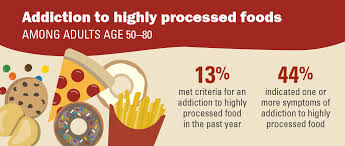 Addiction to highly processed foods
AMONG ADULTS AGE 50–80
13%
met criteria for an
addiction to highly
processed food
in the past year
44%
indicated one or
more symptoms of
addiction to highly
processed food